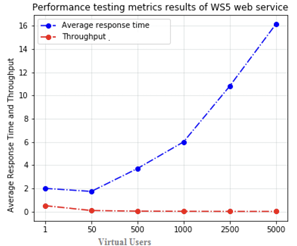 Performance testing metrics results of WS5 web service
Average response time
Throughput
Average Response Time and Throughput
16
14
12
10
8
6
4
2
0
1 50 500 1000 2500 5000
Virtual Users